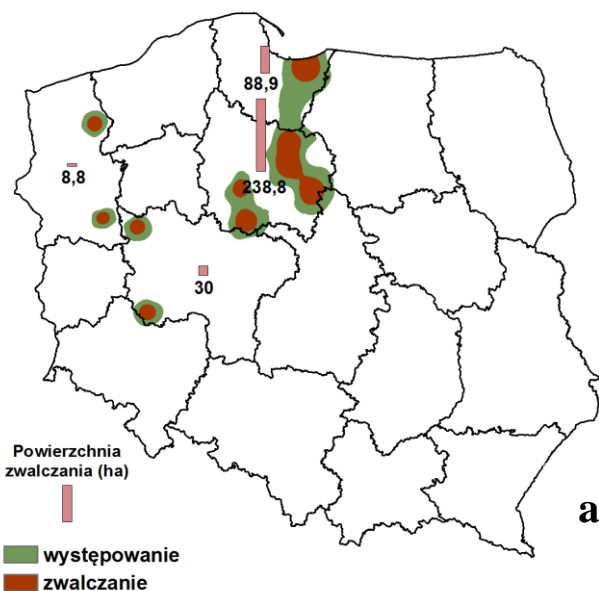 88,9
8,8
238,8
30
Powierzchnia
zwalczania (ha)
a
występowanie
zwalczanie